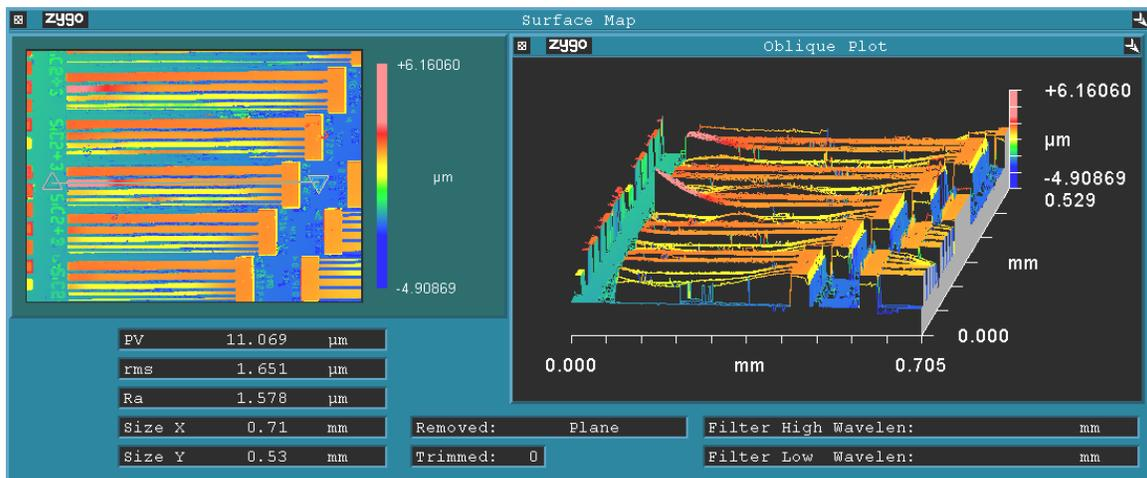 zygo Surface Map
+6.16060
µm
-4.90869
zygo Oblique Plot
+6.16060
µm
-4.90869
0.529
mm
0.000
0.000 mm 0.705
PV 11.069 µm
rms 1.651 µm
Ra 1.578 µm
Size X 0.71 mm
Size Y 0.53 mm
Removed: Plane
Trimmed: 0
Filter High Wavelen: mm
Filter Low Wavelen: mm